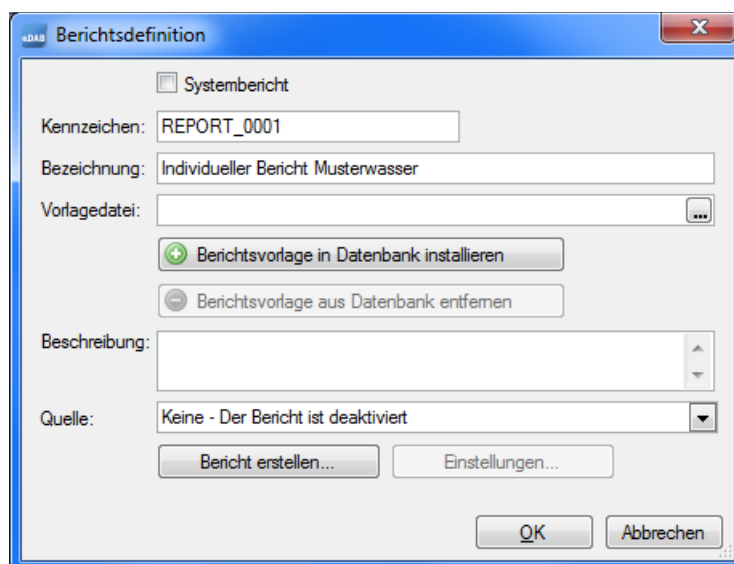 eDAB Berichtsdefinition
Systembericht
Kennzeichen: REPORT_0001
Bezeichnung: Individueller Bericht Musterwasser
Vorlagedatei: ...
Berichtsvorlage in Datenbank installieren
Berichtsvorlage aus Datenbank entfernen
Beschreibung:
Quelle: Keine - Der Bericht ist deaktiviert
Bericht erstellen... Einstellungen...
OK Abbrechen